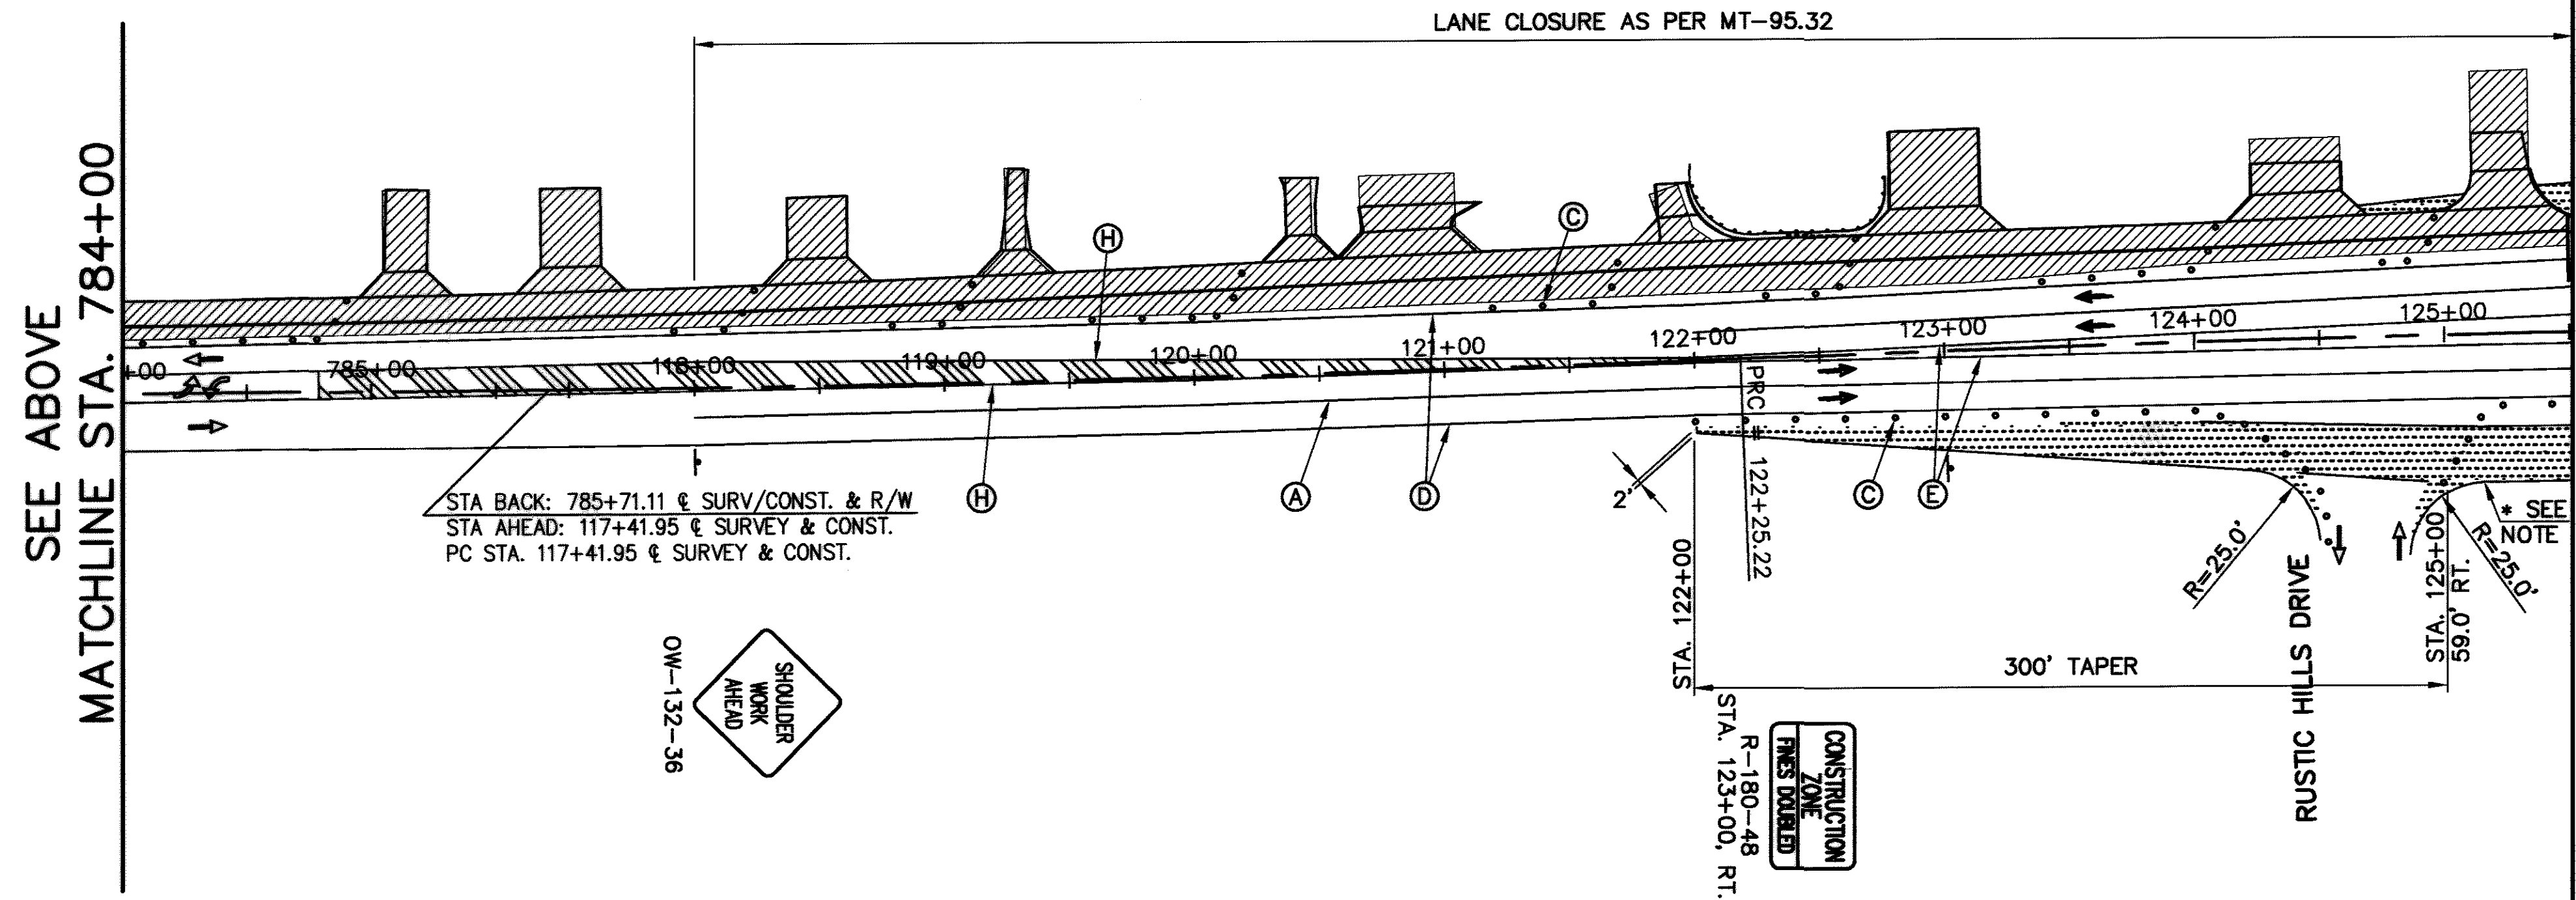 LANE CLOSURE AS PER MT-95.32
SEE ABOVE
MATCHLINE STA. 784+00
H
C
+00
785+00
118+00
119+00
120+00
121+00
122+00
123+00
124+00
125+00
PRC = 122+25.22
STA BACK: 785+71.11 ℄ SURV/CONST. & R/W
STA AHEAD: 117+41.95 ℄ SURVEY & CONST.
PC STA. 117+41.95 ℄ SURVEY & CONST.
H
A
D
2'
C
E
* SEE
NOTE
R=25.0'
R=25.0'
STA. 122+00
STA. 125+00
59.0' RT.
300' TAPER
RUSTIC HILLS DRIVE
SHOULDER
WORK
AHEAD
OW-132-36
CONSTRUCTION
ZONE
FINES DOUBLED
R-180-48
STA. 123+00, RT.